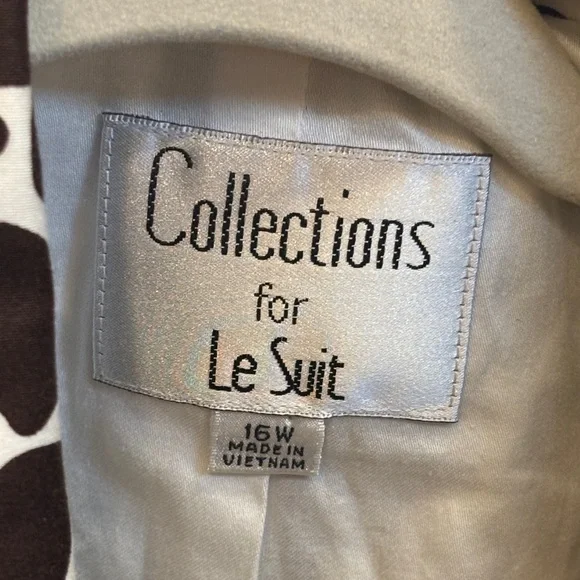 Collections
for
Le Suit
16W
MADE IN
VIETNAM